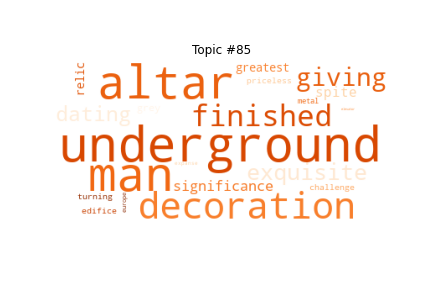 Topic #85
relic
altar
greatest
priceless
giving
spite
metal
dating
finished
underground
man
exquisite
significance
challenge
turning
edifice
europe
decoration